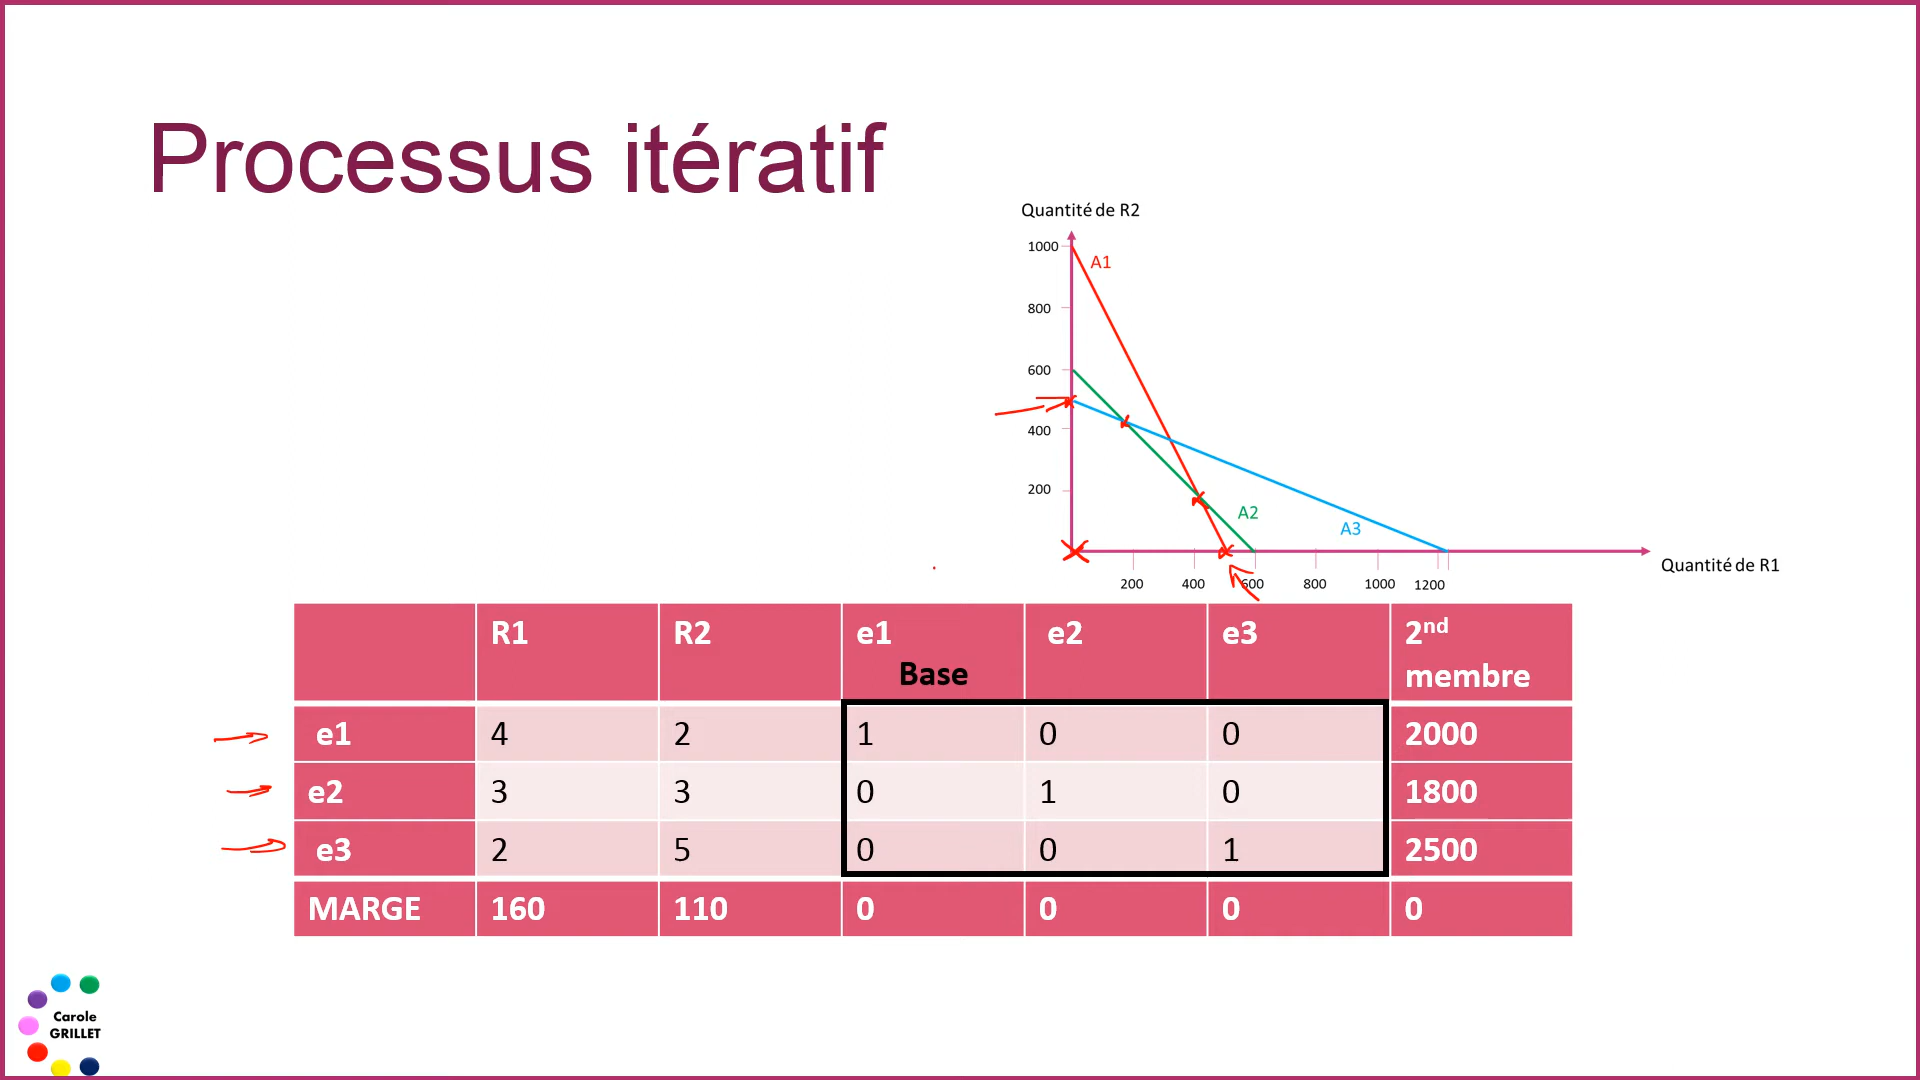 Processus itératif
Quantité de R2
1000
A1
800
600
400
200
A2
A3
200 400 600 800 1000 1200
Quantité de R1
R1 R2 e1 e2 e3 2nd
Base membre
e1 4 2 1 0 0 2000
e2 3 3 0 1 0 1800
e3 2 5 0 0 1 2500
MARGE 160 110 0 0 0 0
Carole
GRILLET